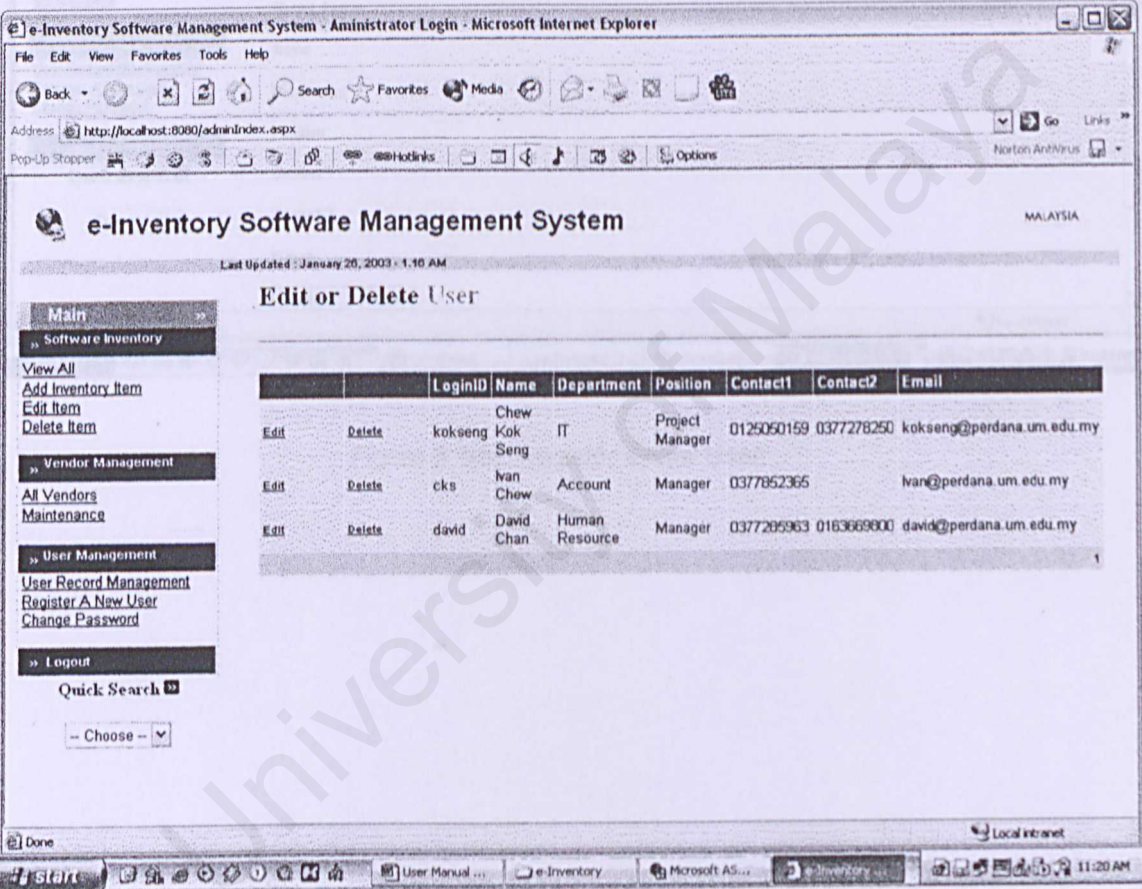 e-Inventory Software Management System - Aministrator Login - Microsoft Internet Explorer
File Edit View Favorites Tools Help
Back Search Favorites Media
Address http://localhost:8080/adminIndex.aspx Go Links »
Pop-Up Stopper Hotlinks Options Norton AntiVirus
e-Inventory Software Management System MALAYSIA
Last Updated : January 26, 2003 - 1.16 AM
Edit or Delete User
Main »
» Software Inventory
View All
Add Inventory Item
Edit Item
Delete Item
» Vendor Management
All Vendors
Maintenance
» User Management
User Record Management
Register A New User
Change Password
» Logout
Quick Search
-- Choose --
LoginID Name Department Position Contact1 Contact2 Email
Edit Delete kokseng Chew Kok Seng IT Project Manager 0125050159 0377278250 kokseng@perdana.um.edu.my
Edit Delete cks Ivan Chew Account Manager 0377852365 Ivan@perdana.um.edu.my
Edit Delete david David Chan Human Resource Manager 0377285963 0163669800 david@perdana.um.edu.my
1
Done Local intranet
start User Manual ... e-Inventory Microsoft AS... 11:20 AM
University of Malaya